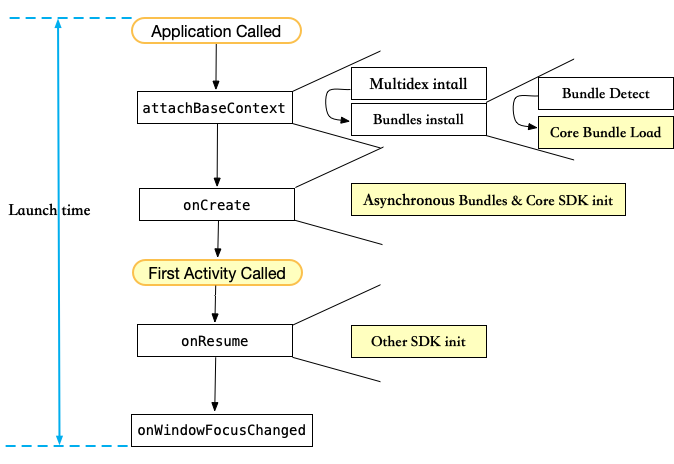 Application Called
Multidex intall
attachBaseContext
Bundles install
Bundle Detect
Core Bundle Load
Launch time
onCreate
Asynchronous Bundles & Core SDK init
First Activity Called
onResume
Other SDK init
onWindowFocusChanged